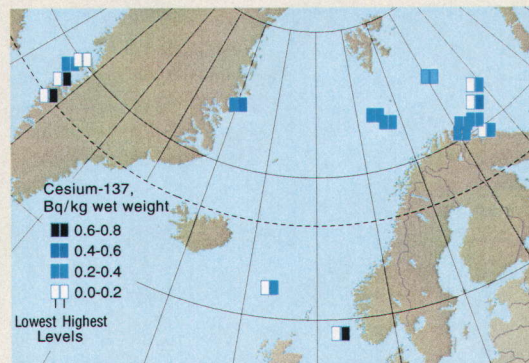 Cesium-137,
Bq/kg wet weight
0.6-0.8
0.4-0.6
0.2-0.4
0.0-0.2
Lowest Highest
Levels